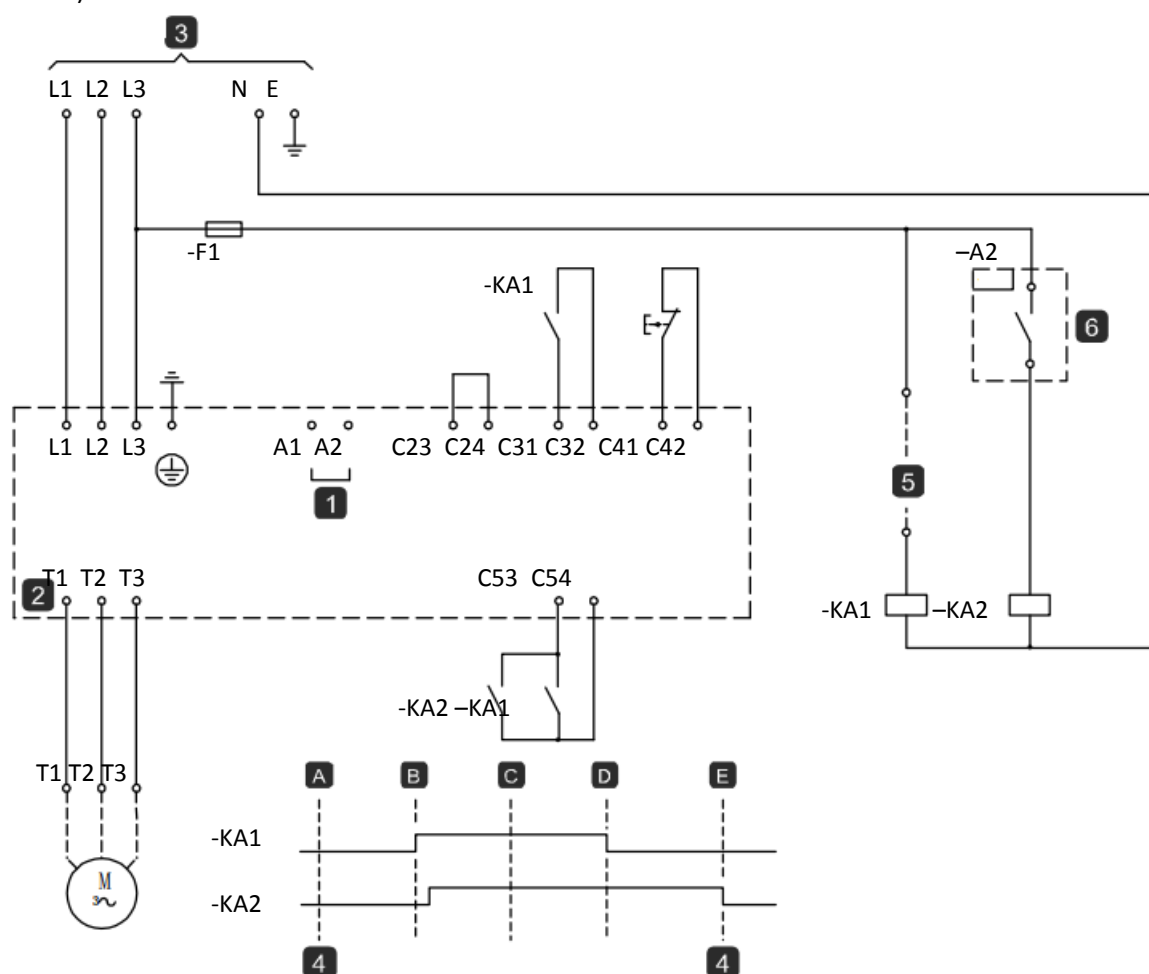 3
L1 L2 L3 N E
-F1
–A2
-KA1
6
L1 L2 L3 A1 A2 C23 C24 C31 C32 C41 C42
1
5
T1 T2 T3 C53 C54
2
-KA1 –KA2
-KA2 –KA1
T1 T2 T3
A B C D E
-KA1
M
3~
-KA2
4 4